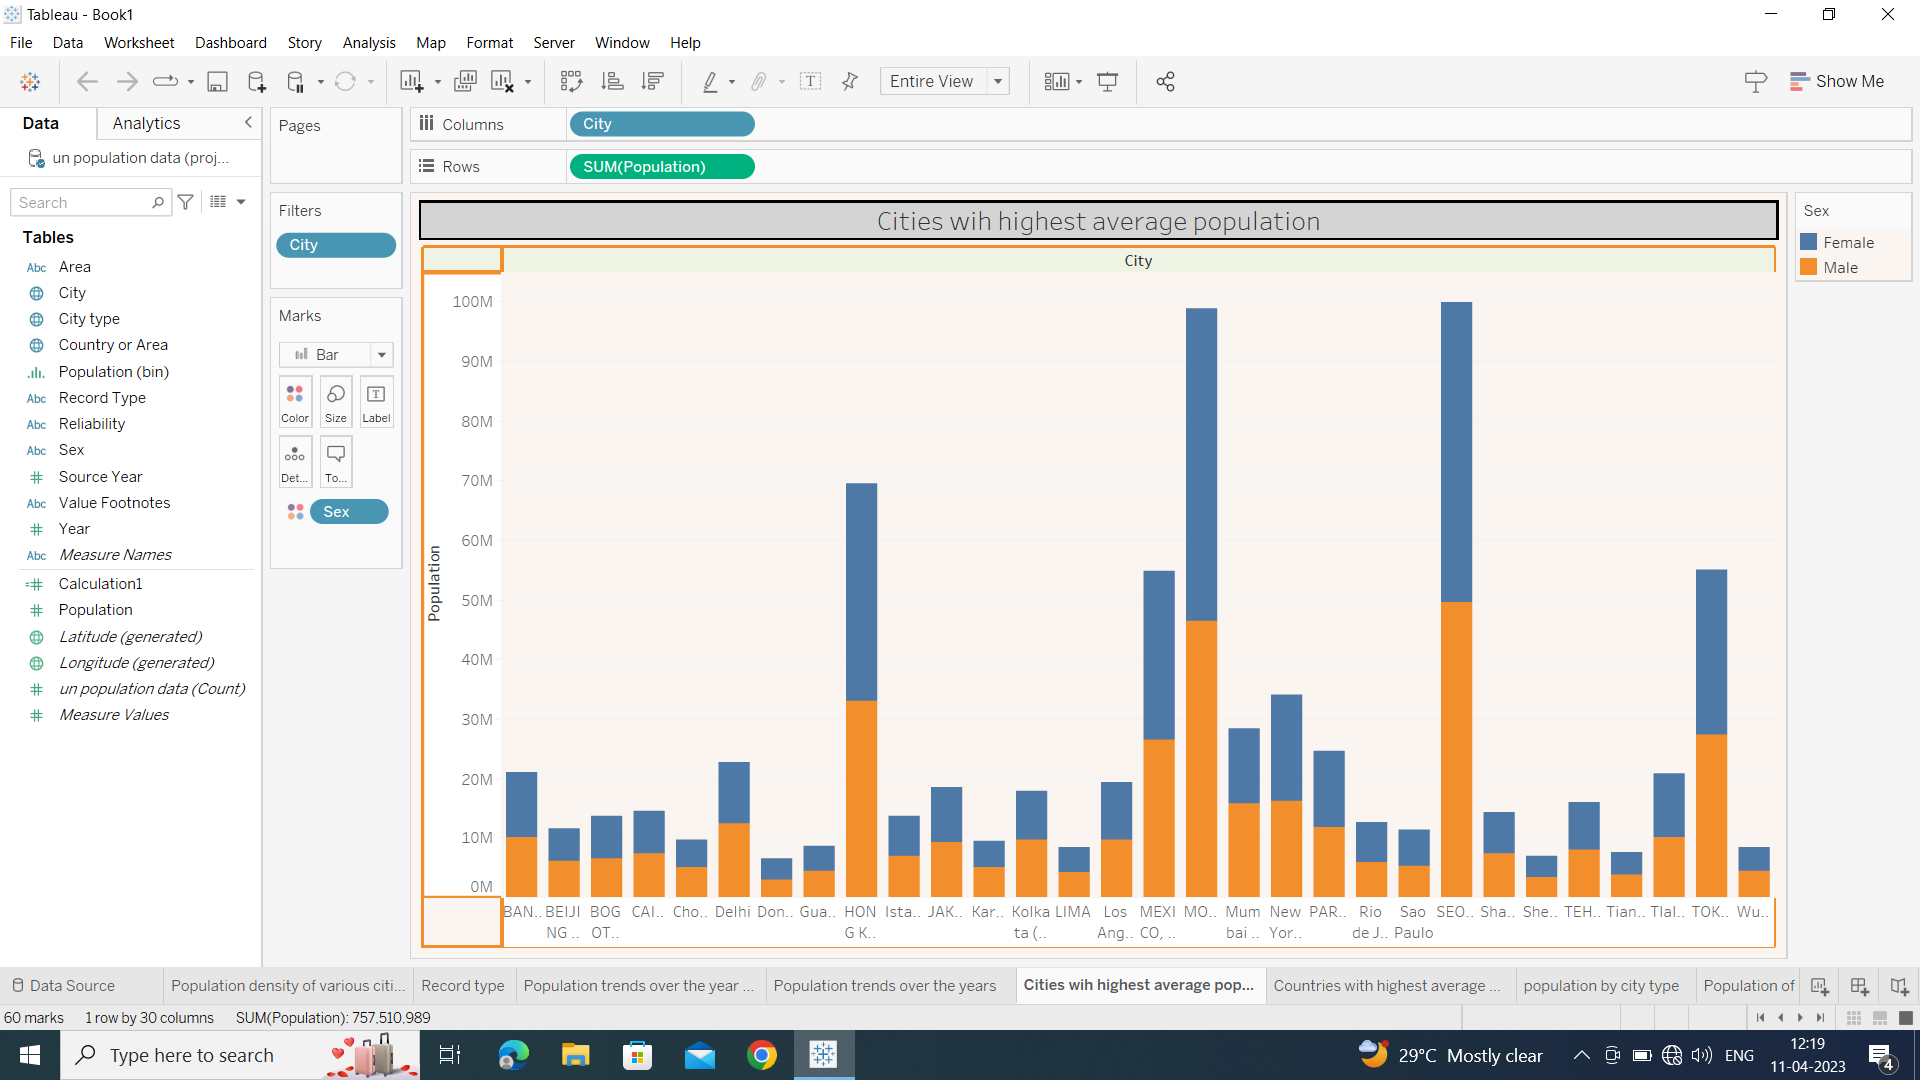 Tableau - Book1
File Data Worksheet Dashboard Story Analysis Map Format Server Window Help
Entire View
Show Me
Data
Analytics
un population data (proj...
Search
Tables
Abc Area
City
City type
Country or Area
Population (bin)
Abc Record Type
Abc Reliability
Abc Sex
Source Year
Abc Value Footnotes
Year
Abc Measure Names
Calculation1
Population
Latitude (generated)
Longitude (generated)
un population data (Count)
Measure Values
Pages
Filters
City
Marks
Bar
Color Size Label
Det... To...
Sex
Columns City
Rows SUM(Population)
Cities wih highest average population
City
Population
100M
90M
80M
70M
60M
50M
40M
30M
20M
10M
0M
BAN.. BEIJI BOG CAI.. Cho.. Delhi Don.. Gua.. HON Ista.. JAK.. Kar.. Kolka LIMA Los MEXI MO.. Mum New PAR.. Rio Sao SEO.. Sha.. She.. TEH.. Tian.. Tlal.. TOK.. Wu..
NG .. OT.. G K.. ta (.. Ang.. CO, .. bai .. Yor.. de J.. Paulo
Sex
Female
Male
Data Source
Population density of various citi...
Record type
Population trends over the year ...
Population trends over the years
Cities wih highest average pop...
Countries with highest average ...
population by city type
Population of
60 marks 1 row by 30 columns SUM(Population): 757,510,989
Type here to search
29°C Mostly clear
ENG
12:19
11-04-2023
4